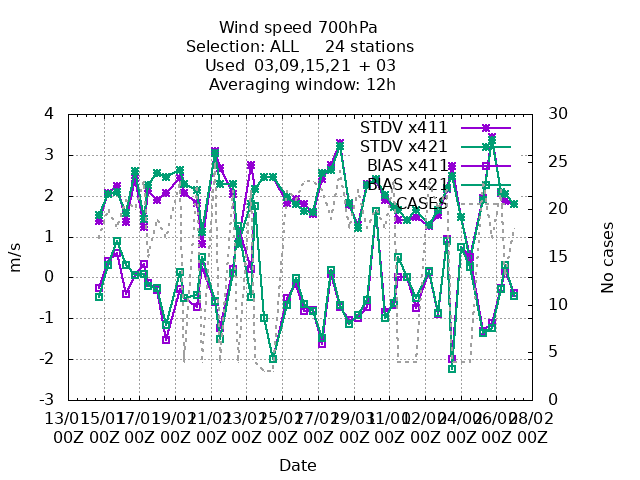 Wind speed 700hPa
Selection: ALL 24 stations
Used 03,09,15,21 + 03
Averaging window: 12h
4
3
2
1
0
-1
-2
-3
m/s
30
25
20
15
10
5
0
No cases
STDV x411
STDV x421
BIAS x411
BIAS x421
CASES
13/01 15/01 17/01 19/01 21/01 23/01 25/01 27/01 29/01 31/01 02/02 04/02 26/02 28/02
00Z 00Z 00Z 00Z 00Z 00Z 00Z 00Z 00Z 00Z 00Z 00Z 00Z 00Z
Date